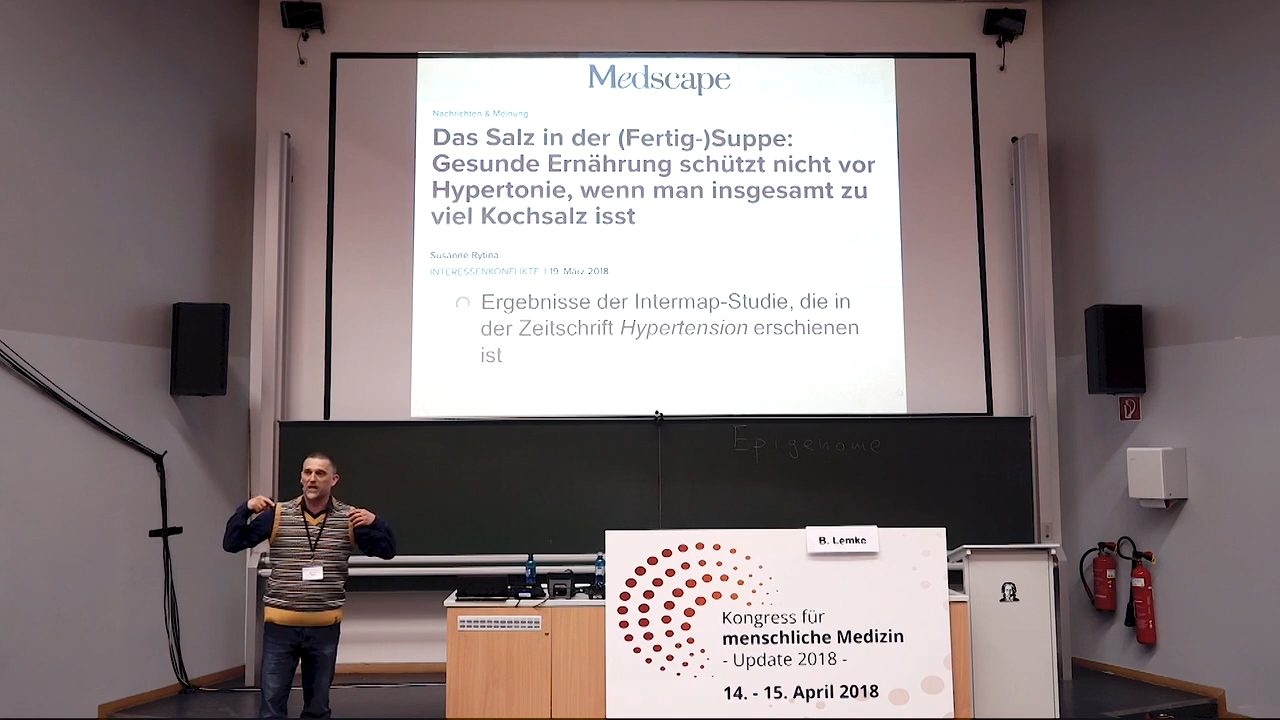 Medscape
Nachrichten & Meinung
Das Salz in der (Fertig-)Suppe:
Gesunde Ernährung schützt nicht vor
Hypertonie, wenn man insgesamt zu
viel Kochsalz isst
Susanne Rytina
INTERESSENKONFLIKTE | 19. März 2018
Ergebnisse der Intermap-Studie, die in
der Zeitschrift Hypertension erschienen
ist
Epigenome
B. Lemke
Kongress für
menschliche Medizin
- Update 2018 -
14. - 15. April 2018